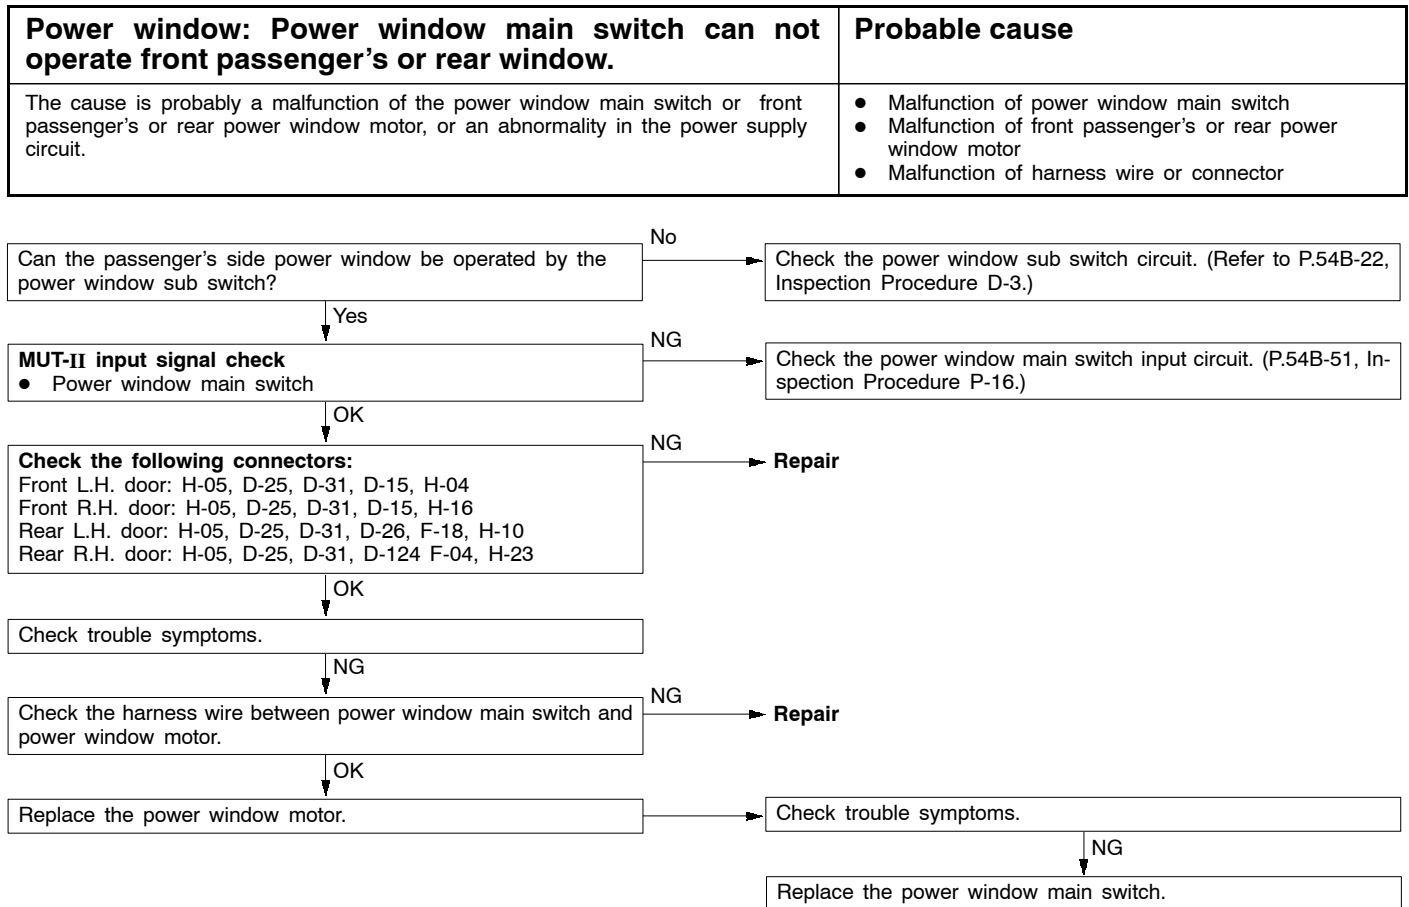 Power window: Power window main switch can not
operate front passenger's or rear window.
Probable cause
The cause is probably a malfunction of the power window main switch or front
passenger's or rear power window motor, or an abnormality in the power supply
circuit.
● Malfunction of power window main switch
● Malfunction of front passenger's or rear power
window motor
● Malfunction of harness wire or connector
Can the passenger's side power window be operated by the
power window sub switch?
No
Check the power window sub switch circuit. (Refer to P.54B-22,
Inspection Procedure D-3.)
Yes
MUT-II input signal check
● Power window main switch
NG
Check the power window main switch input circuit. (P.54B-51, In-
spection Procedure P-16.)
OK
Check the following connectors:
Front L.H. door: H-05, D-25, D-31, D-15, H-04
Front R.H. door: H-05, D-25, D-31, D-15, H-16
Rear L.H. door: H-05, D-25, D-31, D-26, F-18, H-10
Rear R.H. door: H-05, D-25, D-31, D-124 F-04, H-23
NG
Repair
OK
Check trouble symptoms.
NG
Check the harness wire between power window main switch and
power window motor.
NG
Repair
OK
Replace the power window motor.
Check trouble symptoms.
NG
Replace the power window main switch.